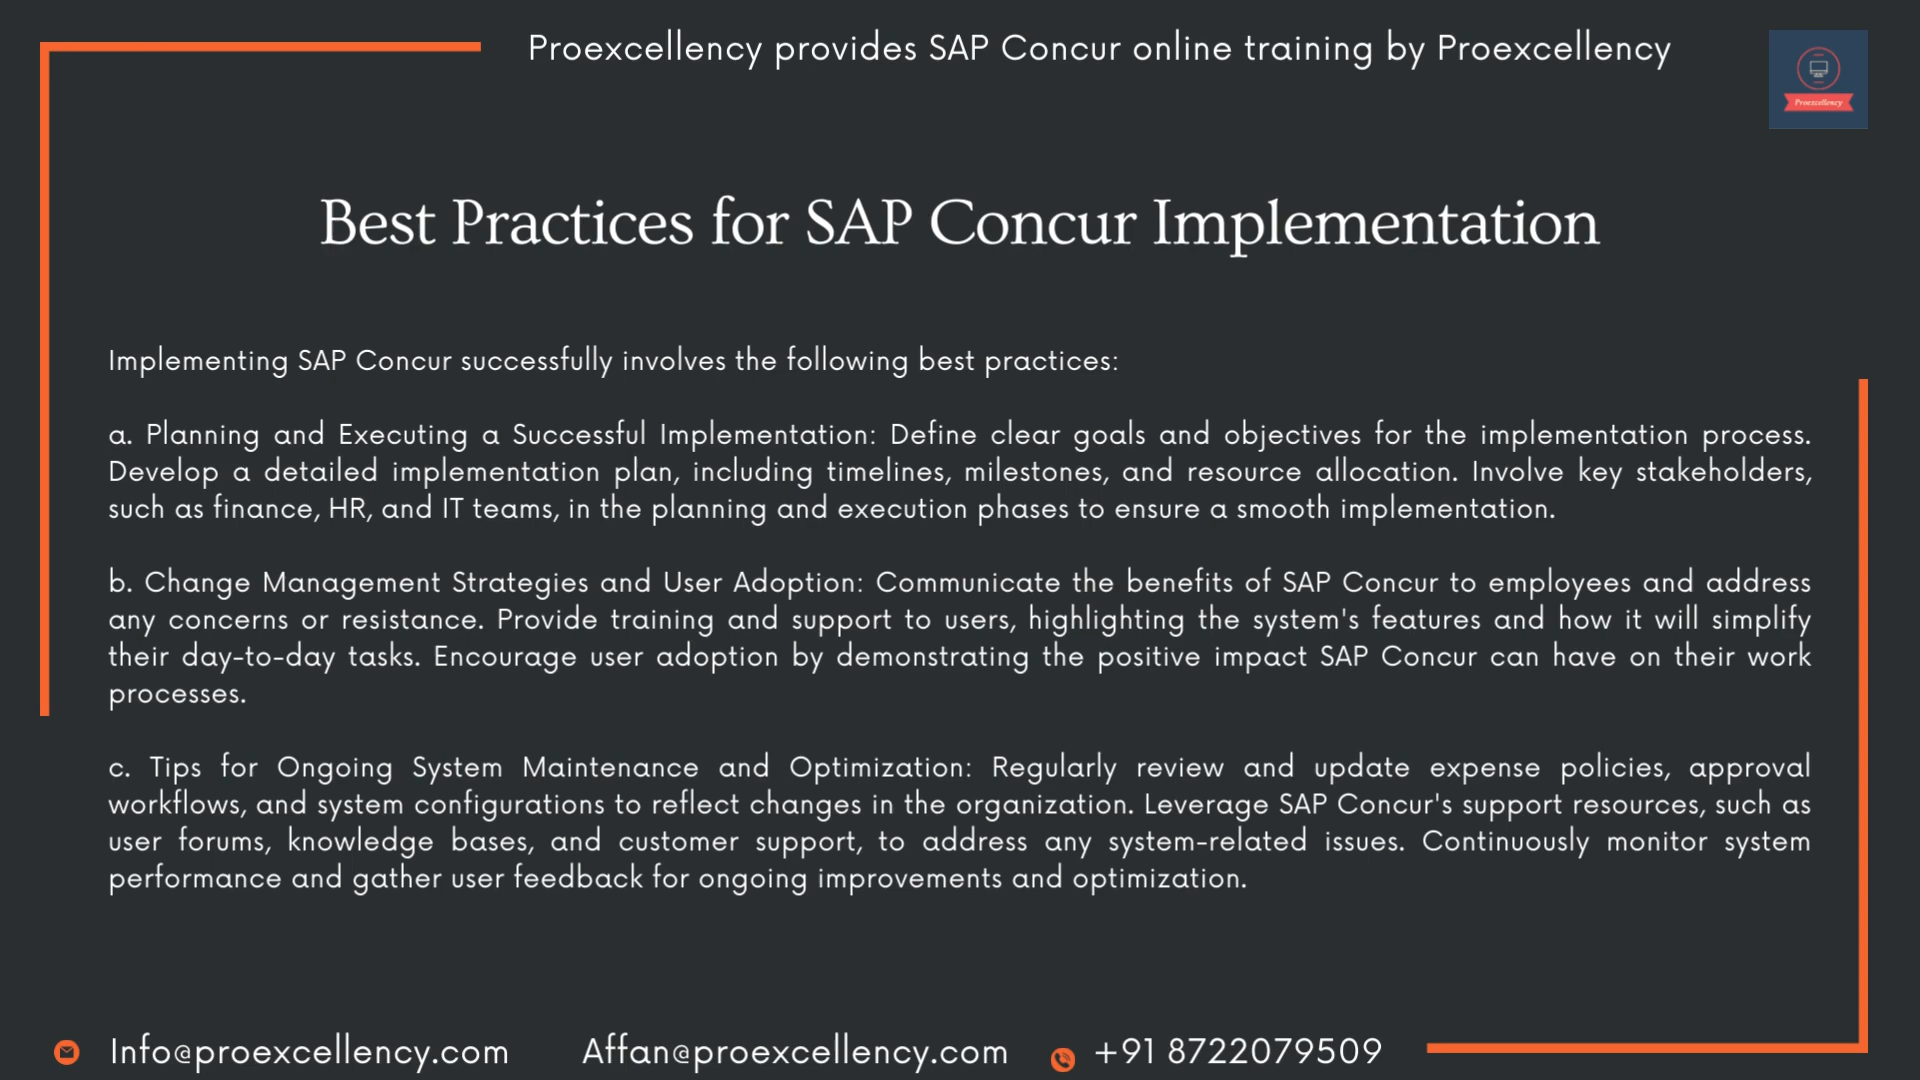 Proexcellency provides SAP Concur online training by Proexcellency
Proexcellency
Best Practices for SAP Concur Implementation
Implementing SAP Concur successfully involves the following best practices:
a. Planning and Executing a Successful Implementation: Define clear goals and objectives for the implementation process.
Develop a detailed implementation plan, including timelines, milestones, and resource allocation. Involve key stakeholders,
such as finance, HR, and IT teams, in the planning and execution phases to ensure a smooth implementation.
b. Change Management Strategies and User Adoption: Communicate the benefits of SAP Concur to employees and address
any concerns or resistance. Provide training and support to users, highlighting the system's features and how it will simplify
their day-to-day tasks. Encourage user adoption by demonstrating the positive impact SAP Concur can have on their work
processes.
c. Tips for Ongoing System Maintenance and Optimization: Regularly review and update expense policies, approval
workflows, and system configurations to reflect changes in the organization. Leverage SAP Concur's support resources, such as
user forums, knowledge bases, and customer support, to address any system-related issues. Continuously monitor system
performance and gather user feedback for ongoing improvements and optimization.
Info@proexcellency.com Affan@proexcellency.com +91 8722079509